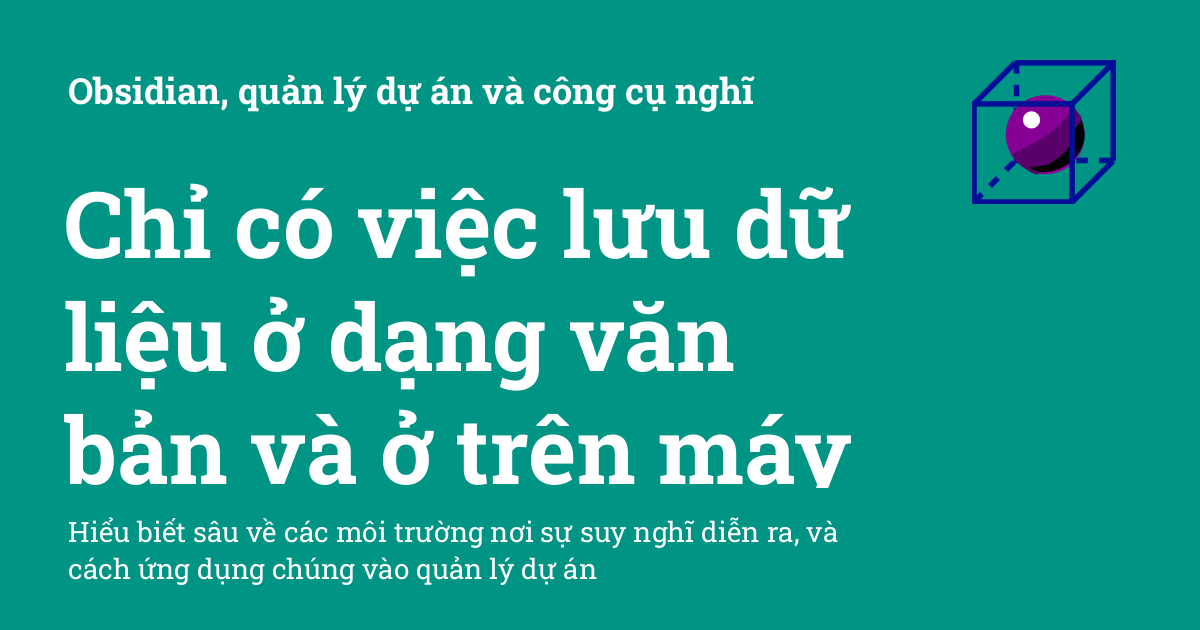 Obsidian, quản lý dự án và công cụ nghĩ
Chỉ có việc lưu dữ
liệu ở dạng văn
bản và ở trên máy
Hiểu biết sâu về các môi trường nơi sự suy nghĩ diễn ra, và
cách ứng dụng chúng vào quản lý dự án